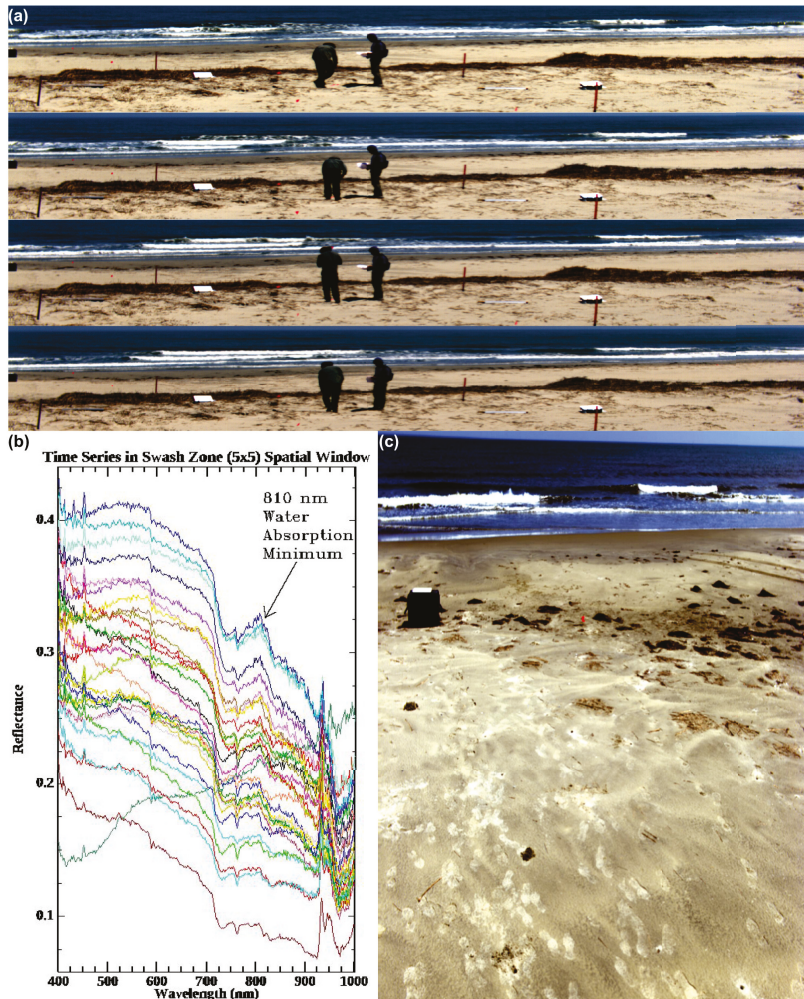 (a)
(b)
Time Series in Swash Zone (5x5) Spatial Window
810 nm
Water
Absorption
Minimum
0.4
0.3
0.2
0.1
Reflectance
400 500 600 700 800 900 1000
Wavelength (nm)
(c)